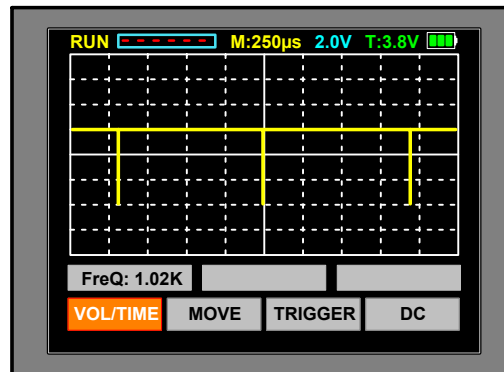 RUN M:250µs 2.0V T:3.8V
FreQ: 1.02K
VOL/TIME MOVE TRIGGER DC